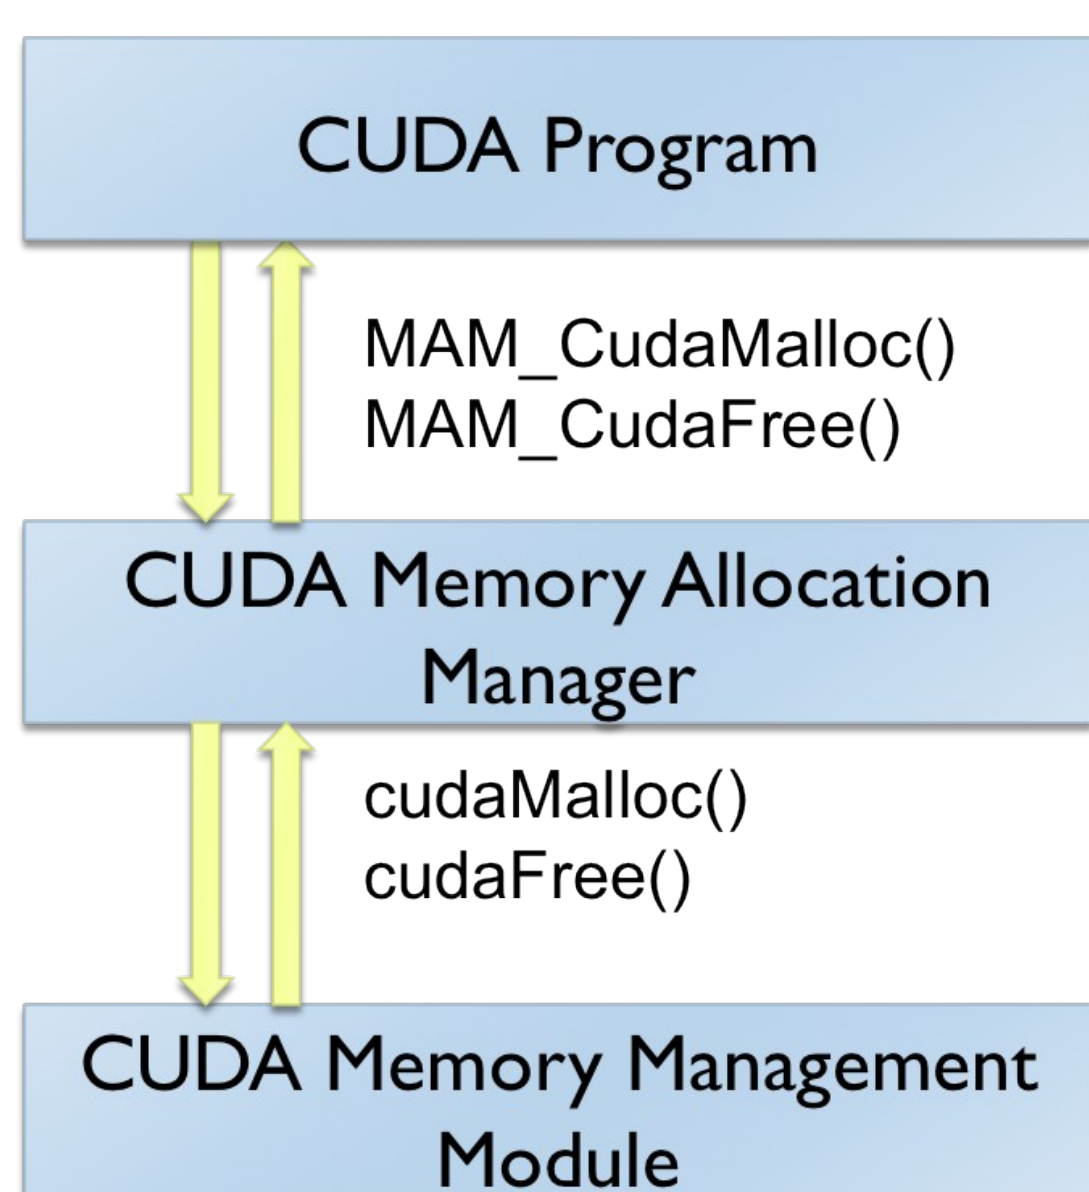 CUDA Program
MAM_CudaMalloc()
MAM_CudaFree()
CUDA Memory Allocation
Manager
cudaMalloc()
cudaFree()
CUDA Memory Management
Module